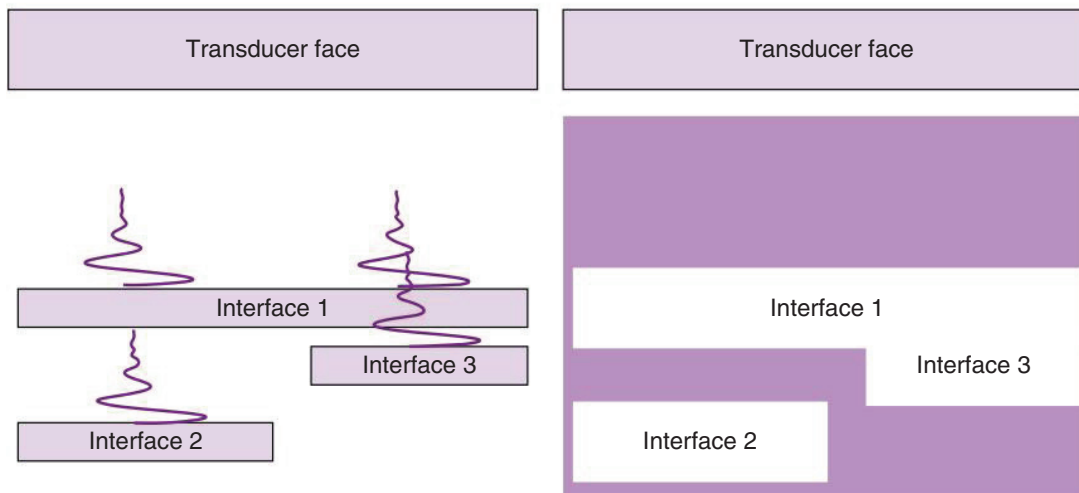 Transducer face
Interface 1
Interface 3
Interface 2
Transducer face
Interface 1
Interface 3
Interface 2